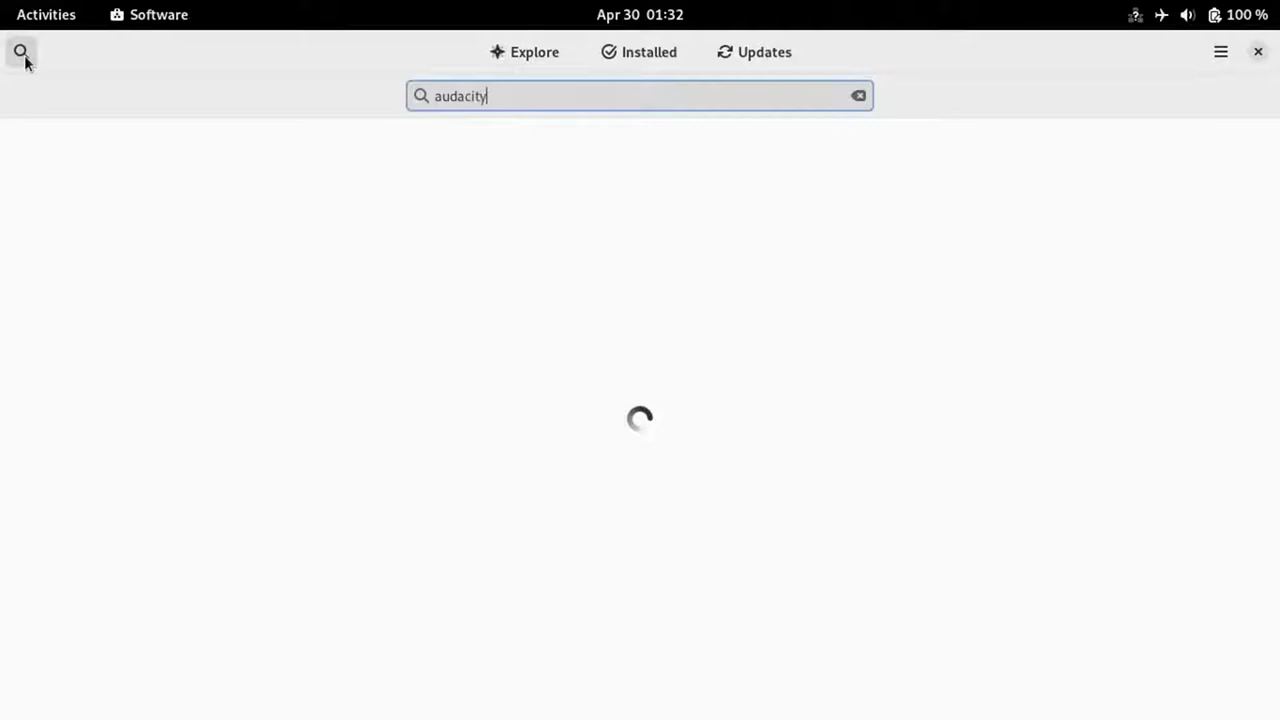 Activities Software Apr 30 01:32 100 %
Explore Installed Updates
audacity